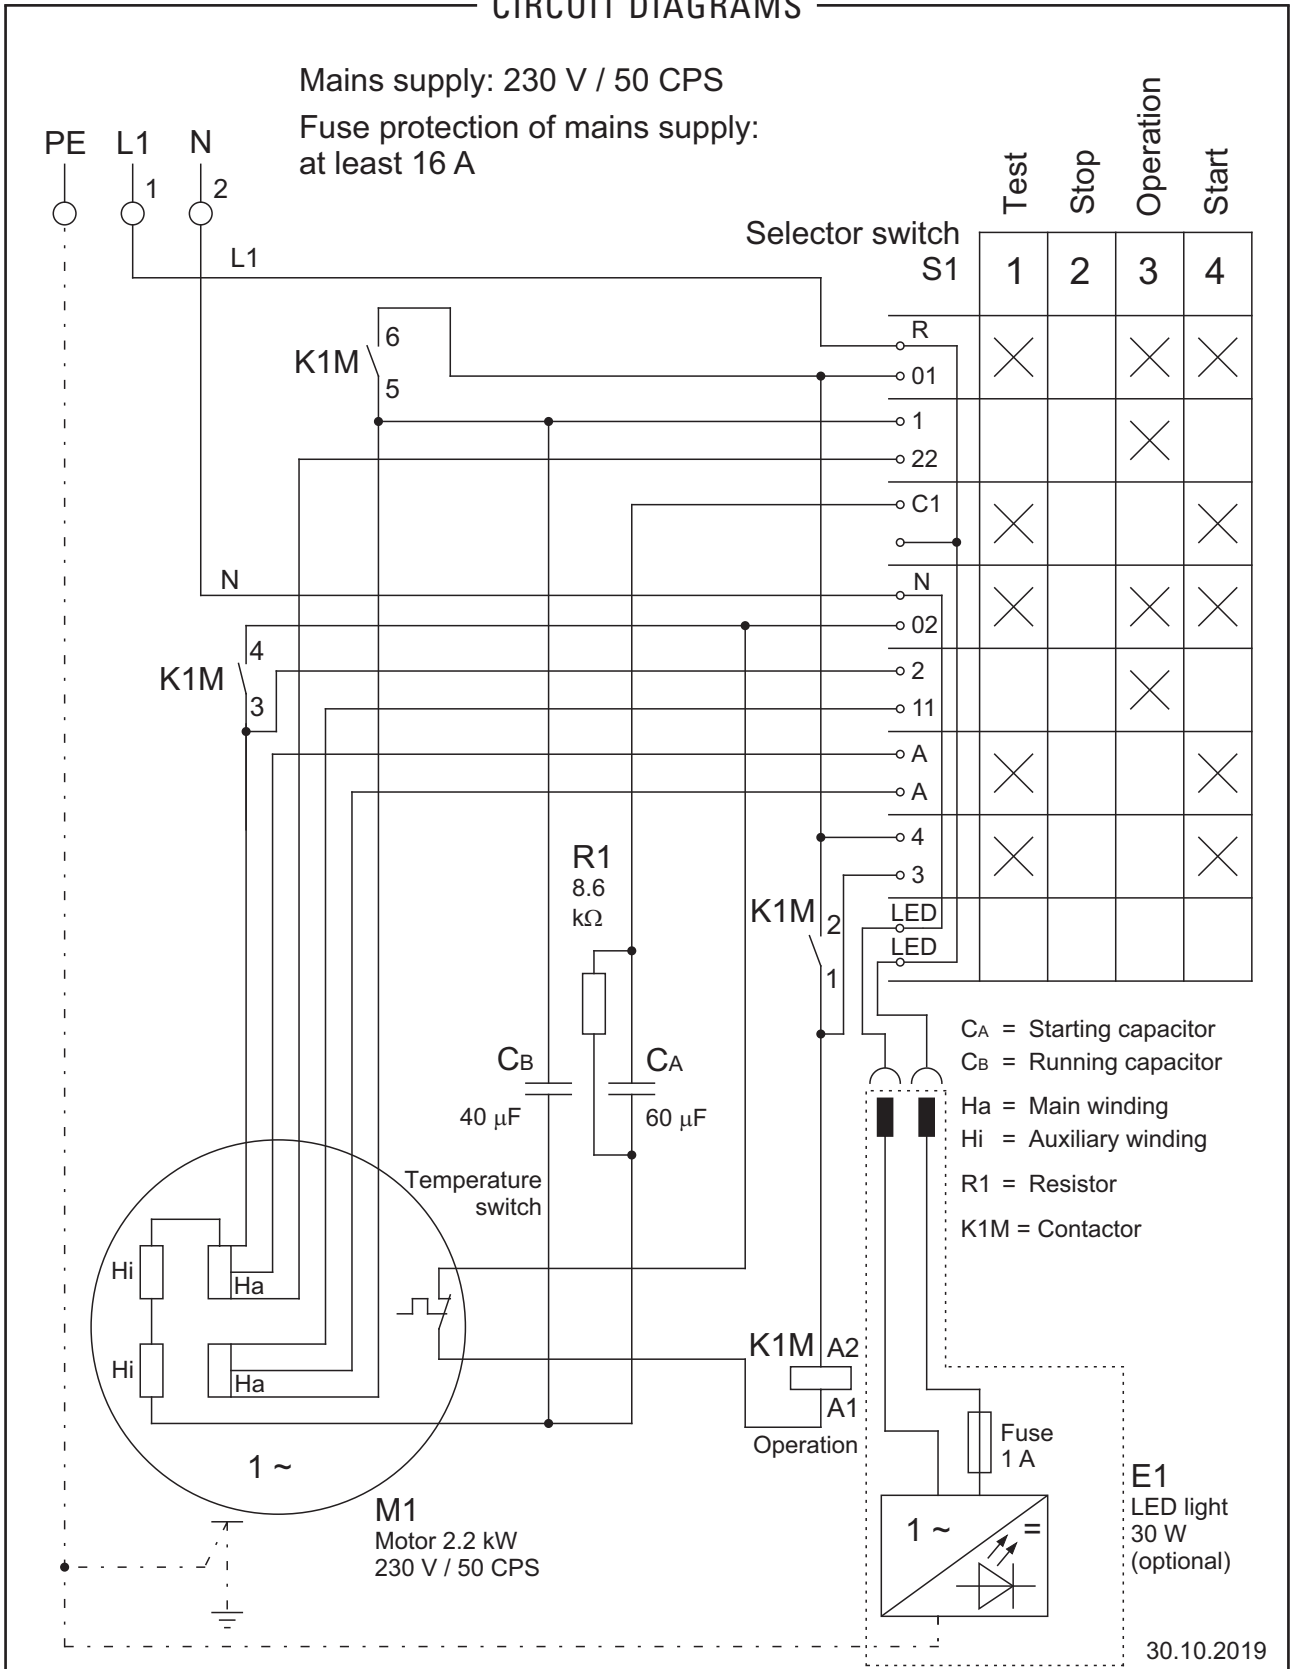 CIRCUIT DIAGRAMS
Mains supply: 230 V / 50 CPS
Fuse protection of mains supply:
at least 16 A
PE L1 N
1 2
Test Stop Operation Start
Selector switch
S1 1 2 3 4
L1
R
6
K1M
01
5
1
22
C1
N N
02
4
K1M
2
3
11
A
A
4
R1
8.6
kΩ
3
K1M 2
LED
LED
1
CA = Starting capacitor
CB = Running capacitor
CB CA
40 µF 60 µF
Ha = Main winding
Hi = Auxiliary winding
R1 = Resistor
K1M = Contactor
Temperature
switch
Hi Ha
Hi Ha
K1M A2
A1
Operation
Fuse
1 A
1 ~
M1
Motor 2.2 kW
230 V / 50 CPS
1 ~ =
E1
LED light
30 W
(optional)
30.10.2019